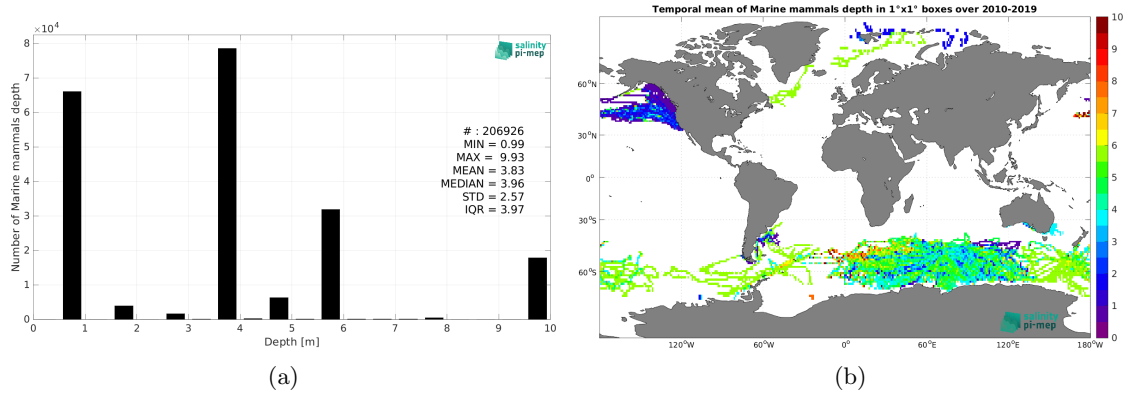 ×10⁴
8
7
6
5
4
3
2
1
0
Number of Marine mammals depth
salinity
pi-mep
# : 206926
MIN = 0.99
MAX = 9.93
MEAN = 3.83
MEDIAN = 3.96
STD = 2.57
IQR = 3.97
0 1 2 3 4 5 6 7 8 9 10
Depth [m]
(a)
Temporal mean of Marine mammals depth in 1°x1° boxes over 2010-2019
60°N
30°N
0°
30°S
60°S
120°W 60°W 0° 60°E 120°E 180°W
salinity
pi-mep
10
9
8
7
6
5
4
3
2
1
0
(b)